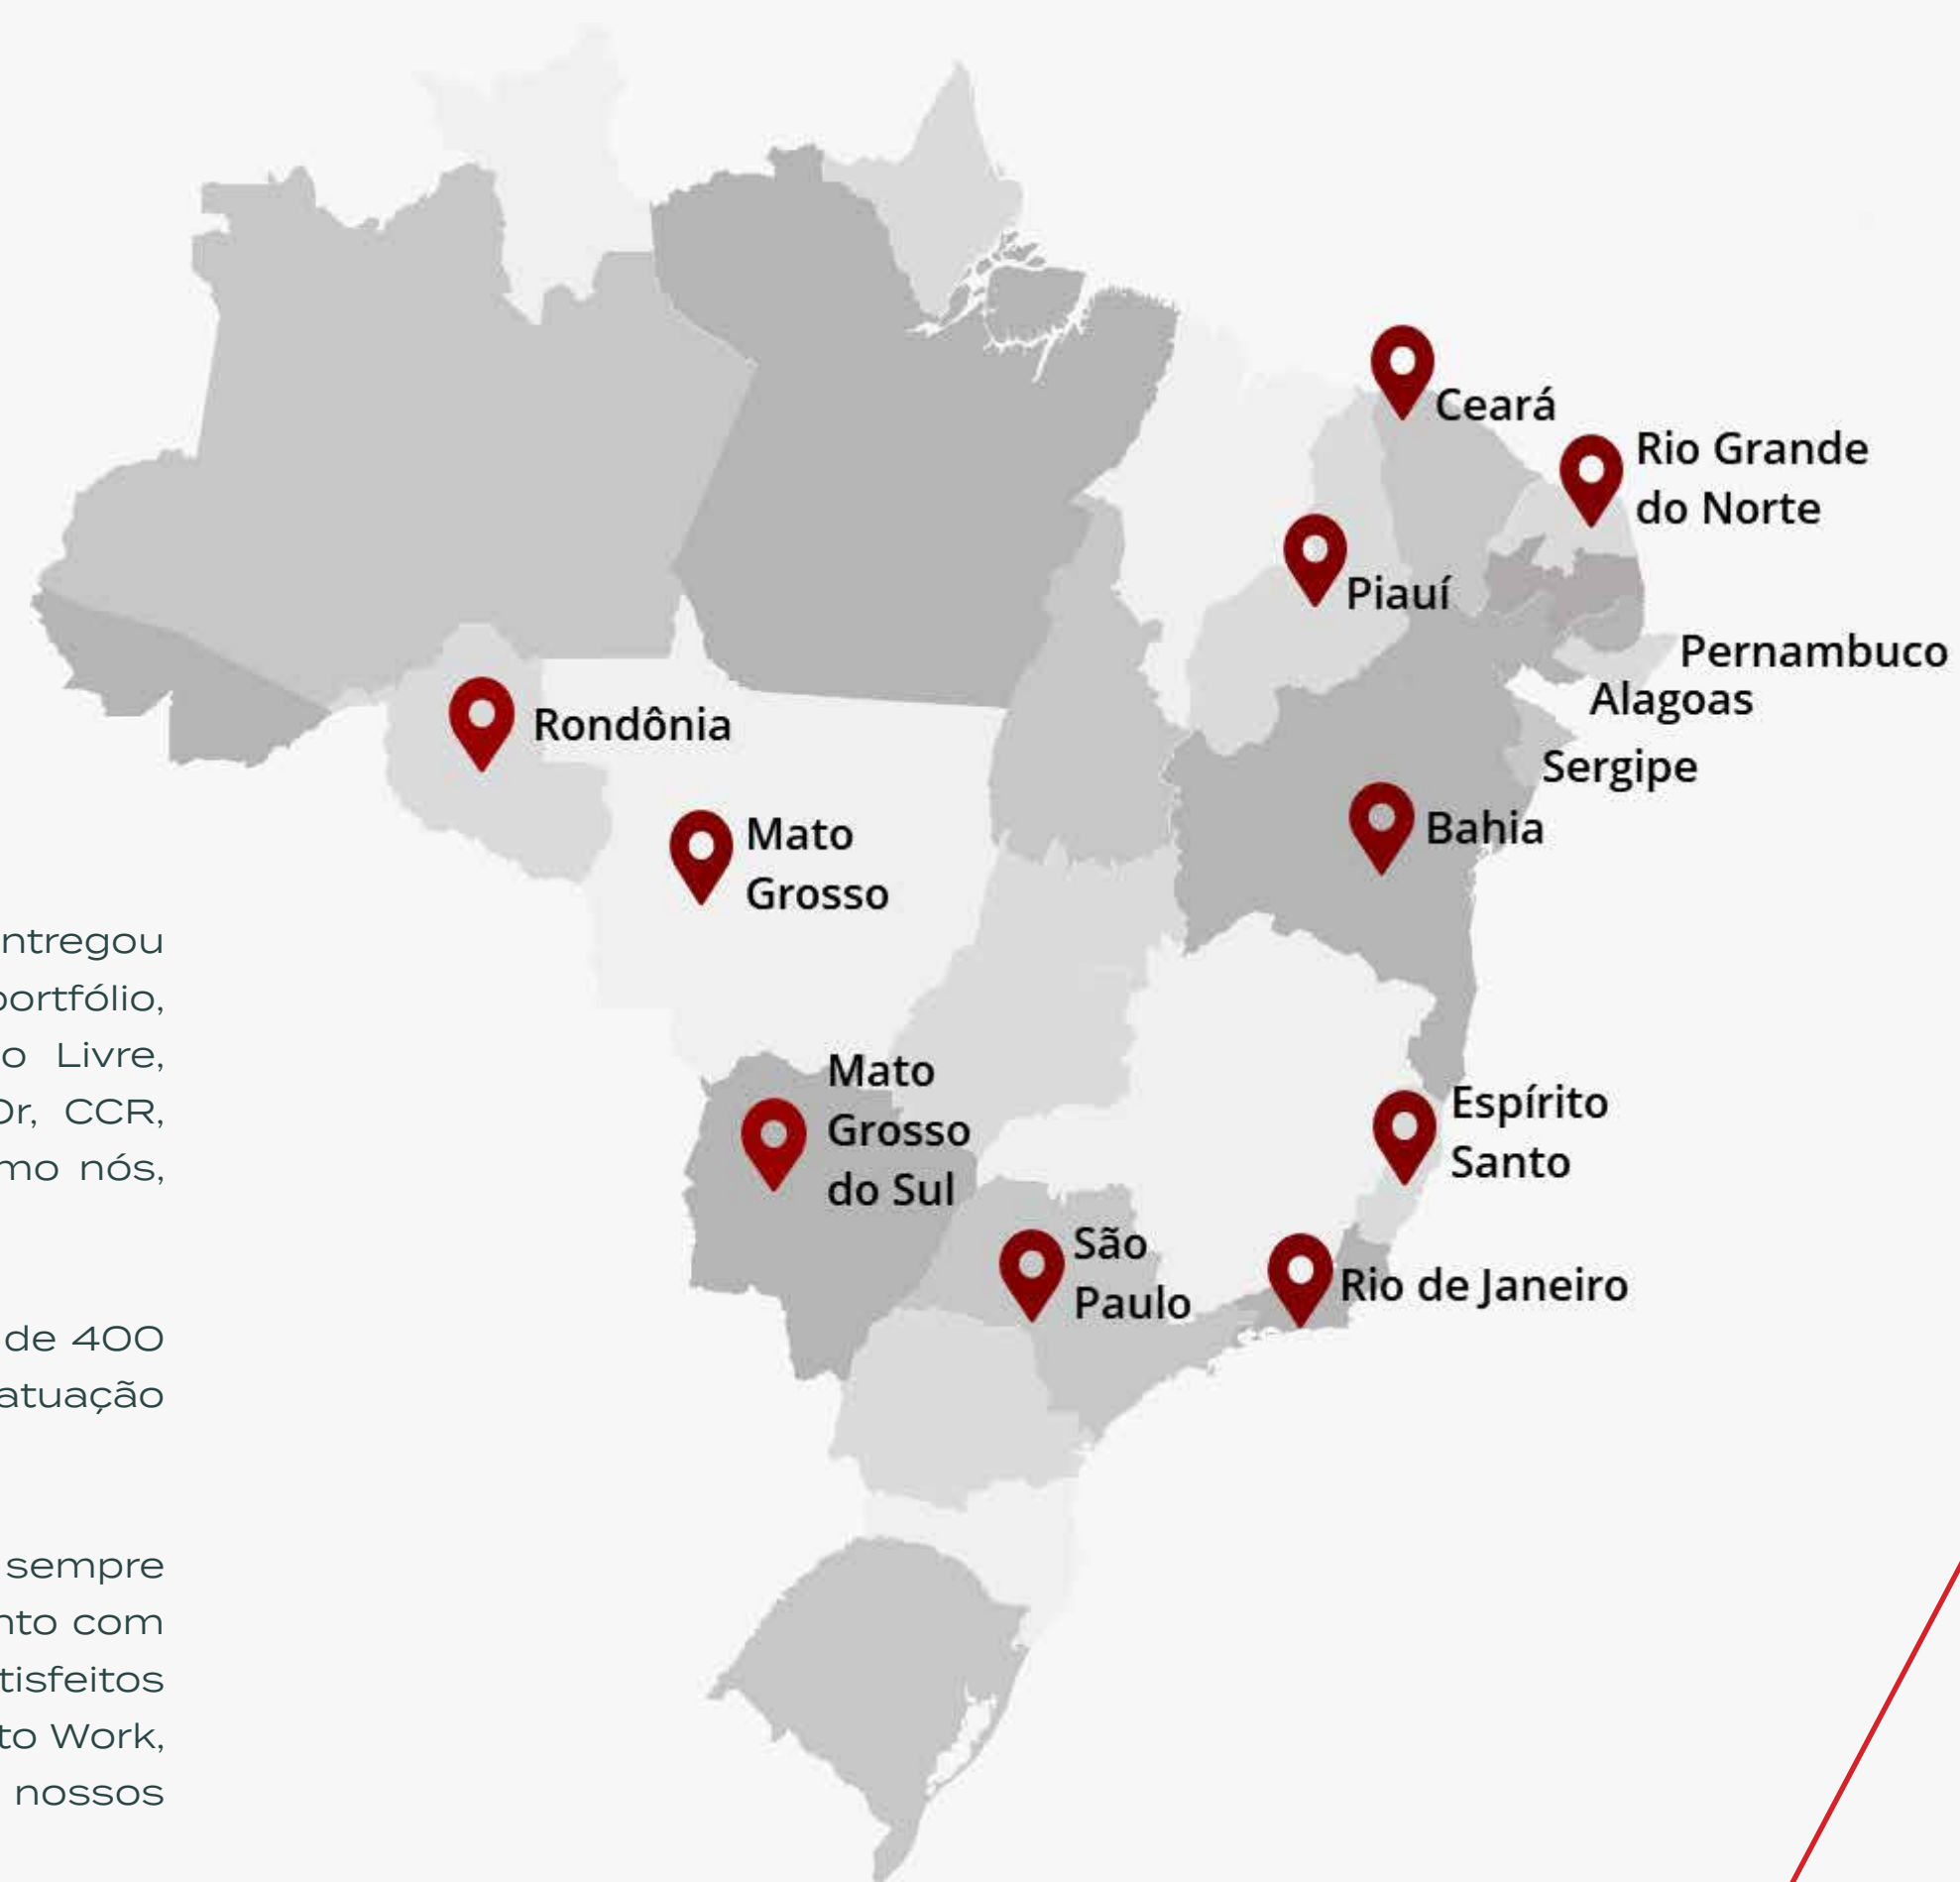 ntregou
portfólio,
o Livre,
Dr, CCR,
mo nós,
de 400
atuação
sempre
nto com
tisfeitos
to Work,
nossos
Ceará
Rio Grande
do Norte
Piauí
Pernambuco
Alagoas
Sergipe
Rondônia
Bahia
Mato
Grosso
Mato
Grosso
do Sul
Espírito
Santo
São
Paulo
Rio de Janeiro